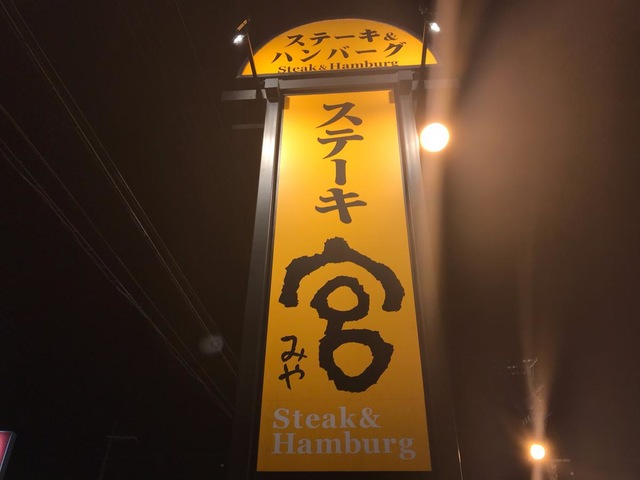 ステーキ&
ハンバーグ
Steak&Hamburg
ステーキ
宮
みや
Steak&
Hamburg